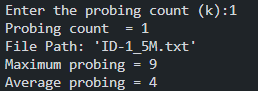 Enter the probing count (k):1
Probing count  = 1
File Path: 'ID-1_5M.txt'
Maximum probing = 9
Average probing = 4